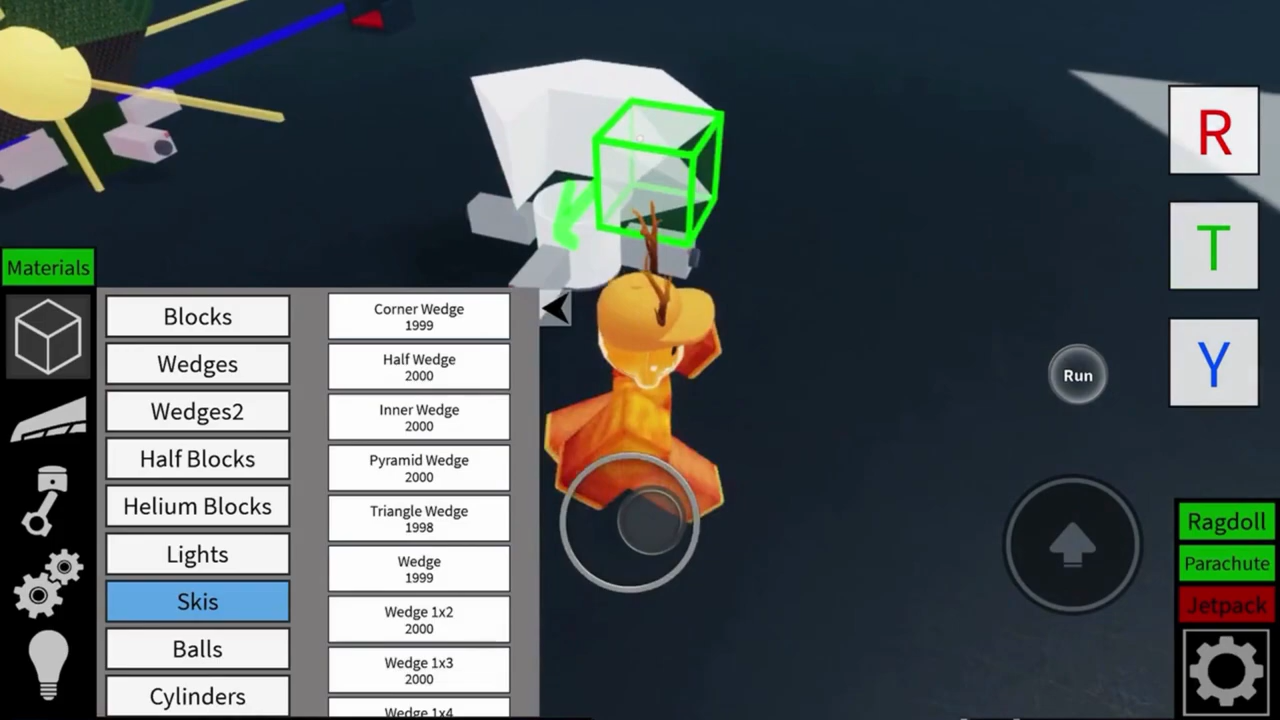 Materials
Blocks
Wedges
Wedges2
Half Blocks
Helium Blocks
Lights
Skis
Balls
Cylinders
Corner Wedge
1999
Half Wedge
2000
Inner Wedge
2000
Pyramid Wedge
2000
Triangle Wedge
1998
Wedge
1999
Wedge 1x2
2000
Wedge 1x3
2000
Wedge 1x4
Run
R
T
Y
Ragdoll
Parachute
Jetpack